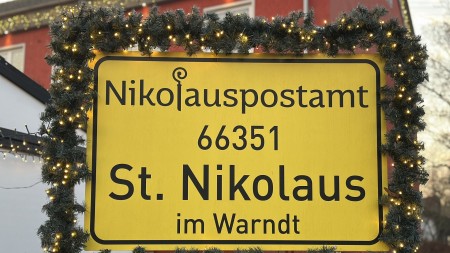 Nikolauspostamt
66351
St. Nikolaus
im Warndt